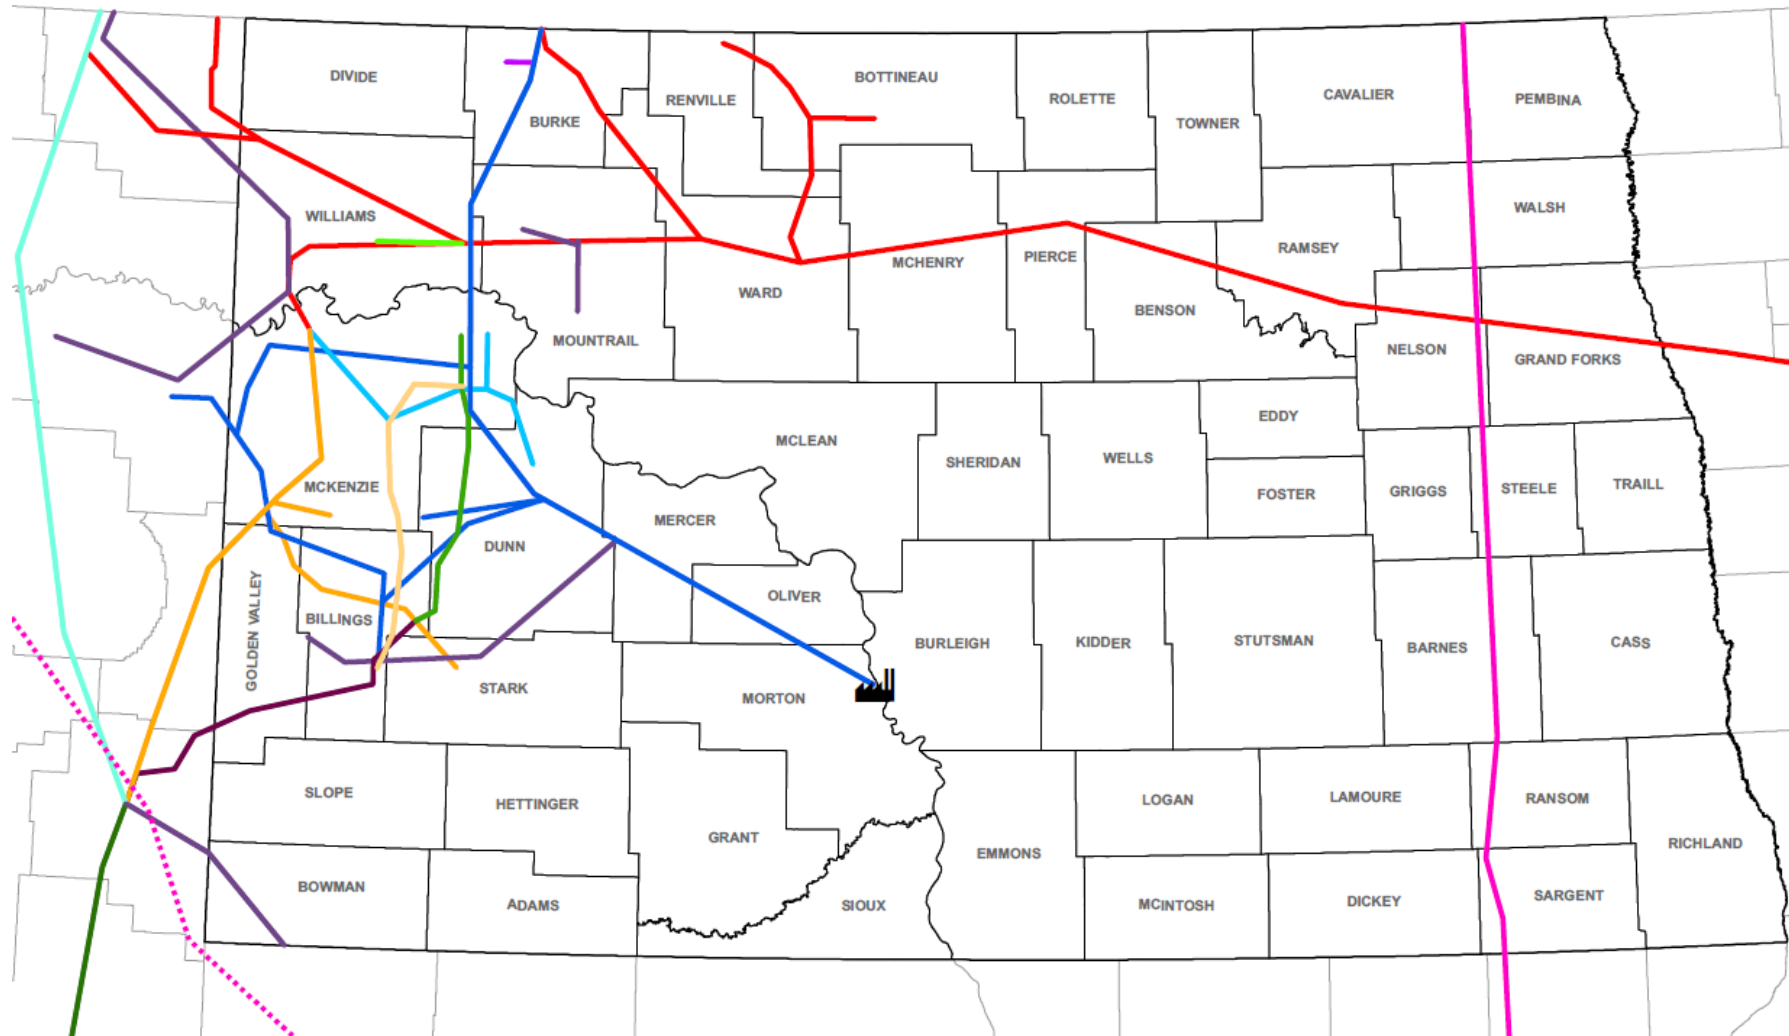 DIVIDE
BURKE
RENVILLE
BOTTINEAU
ROLETTE
TOWNER
CAVALIER
PEMBINA
WILLIAMS
MOUNTRAIL
WARD
MCHENRY
PIERCE
BENSON
RAMSEY
WALSH
NELSON
GRAND FORKS
MCKENZIE
DUNN
MERCER
MCLEAN
SHERIDAN
WELLS
EDDY
FOSTER
GRIGGS
STEELE
TRAILL
GOLDEN VALLEY
BILLINGS
OLIVER
BURLEIGH
KIDDER
STUTSMAN
BARNES
CASS
STARK
MORTON
SLOPE
HETTINGER
GRANT
LOGAN
LAMOURE
RANSOM
RICHLAND
BOWMAN
ADAMS
SIOUX
EMMONS
MCINTOSH
DICKEY
SARGENT